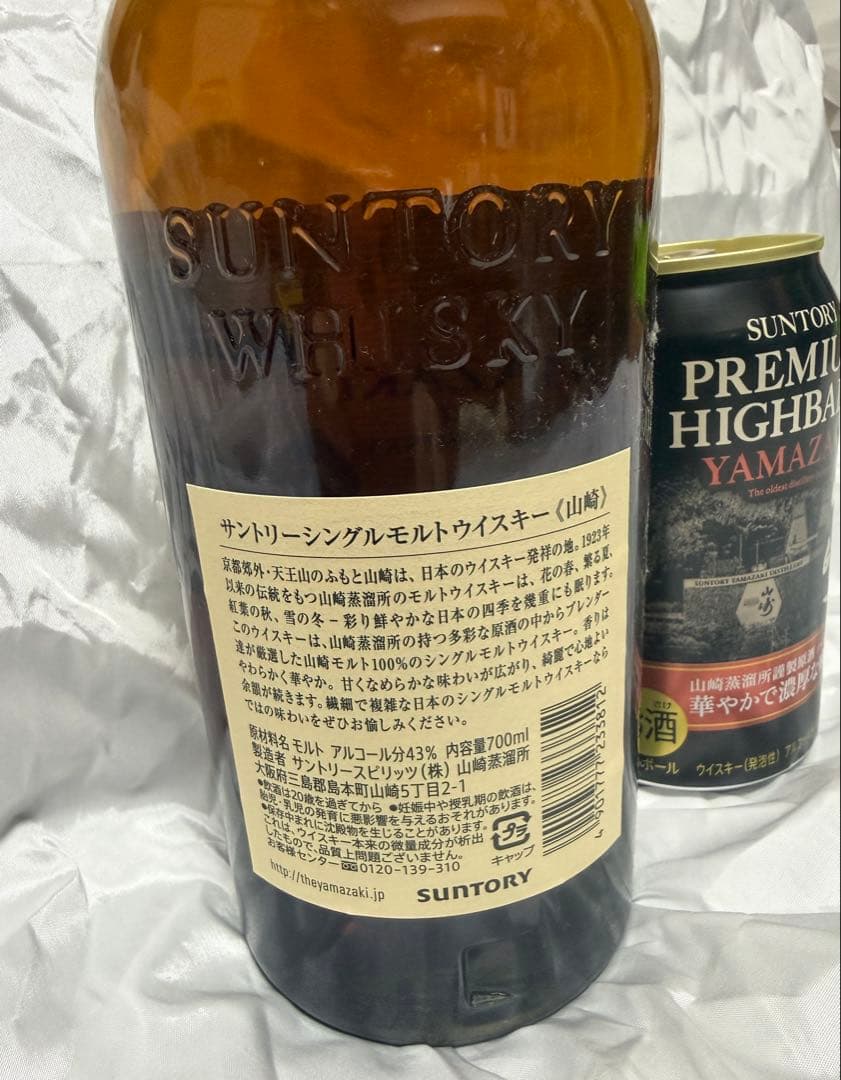 SUNTORY
WHISKY
サントリーシングルモルトウイスキー《山崎》
京都郊外・天王山のふもと山崎は、日本のウイスキー発祥の地。1923年
以来の伝統をもつ山崎蒸溜所のモルトウイスキーは、花の春、繁る夏、
紅葉の秋、雪の冬－彩り鮮やかな日本の四季を幾重にも眠ります。
このウイスキーは、山崎蒸溜所の持つ多彩な原酒の中からブレンダー
達が厳選した山崎モルト100%のシングルモルトウイスキー。香りは
やわらかく華やか。甘くなめらかな味わいが広がり、綺麗で心地よい
余韻が続きます。繊細で複雑な日本のシングルモルトウイスキーなら
ではの味わいをぜひお愉しみください。
原材料名 モルト アルコール分43% 内容量700ml
製造者 サントリースピリッツ(株) 山崎蒸溜所
大阪府三島郡島本町山崎5丁目2-1
●飲酒は20歳を過ぎてから ●妊娠中や授乳期の飲酒は、
胎児・乳児の発育に悪影響を与えるおそれがあります。
●保存中まれに沈殿物を生じることがあります。
これは、ウイスキー本来の微量成分が析出
したもので、品質上問題ございません。
お客様センター 0120-139-310
http://theyamazaki.jp
SUNTORY
プラ
キャップ
4 901777 233812
SUNTORY
PREMIU
HIGHBA
YAMAZ
The oldest
SUNTORY YAMAZAKI DISTILLERY
山崎
山崎蒸溜所謹製原酒
華やかで濃厚な
お酒
ボール
ウイスキー(発泡性)